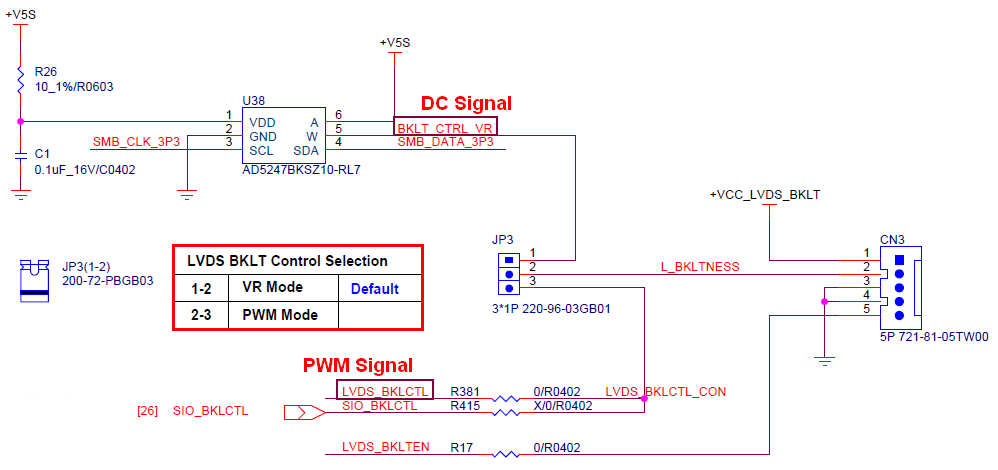 +V5S
+V5S
R26
10_1%/R0603
U38
DC Signal
1 VDD A 6
2 GND W 5 BKLT_CTRL_VR
SMB_CLK_3P3 3 SCL SDA 4 SMB_DATA_3P3
C1
0.1uF_16V/C0402
AD5247BKSZ10-RL7
+VCC_LVDS_BKLT
JP3
1
2
3
3*1P 220-96-03GB01
L_BKLTNESS
CN3
1
2
3
4
5
5P 721-81-05TW00
JP3(1-2)
200-72-PBGB03
LVDS BKLT Control Selection
1-2 VR Mode Default
2-3 PWM Mode
PWM Signal
LVDS_BKLCTL R381 0/R0402 LVDS_BKLCTL_CON
[26] SIO_BKLCTL SIO_BKLCTL R415 X/0/R0402
LVDS_BKLTEN R17 0/R0402